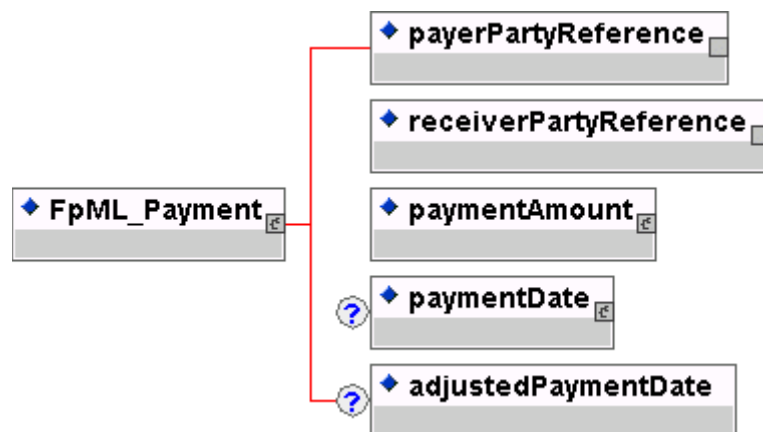 payerPartyReference
receiverPartyReference
FpML_Payment
paymentAmount
?
paymentDate
?
adjustedPaymentDate